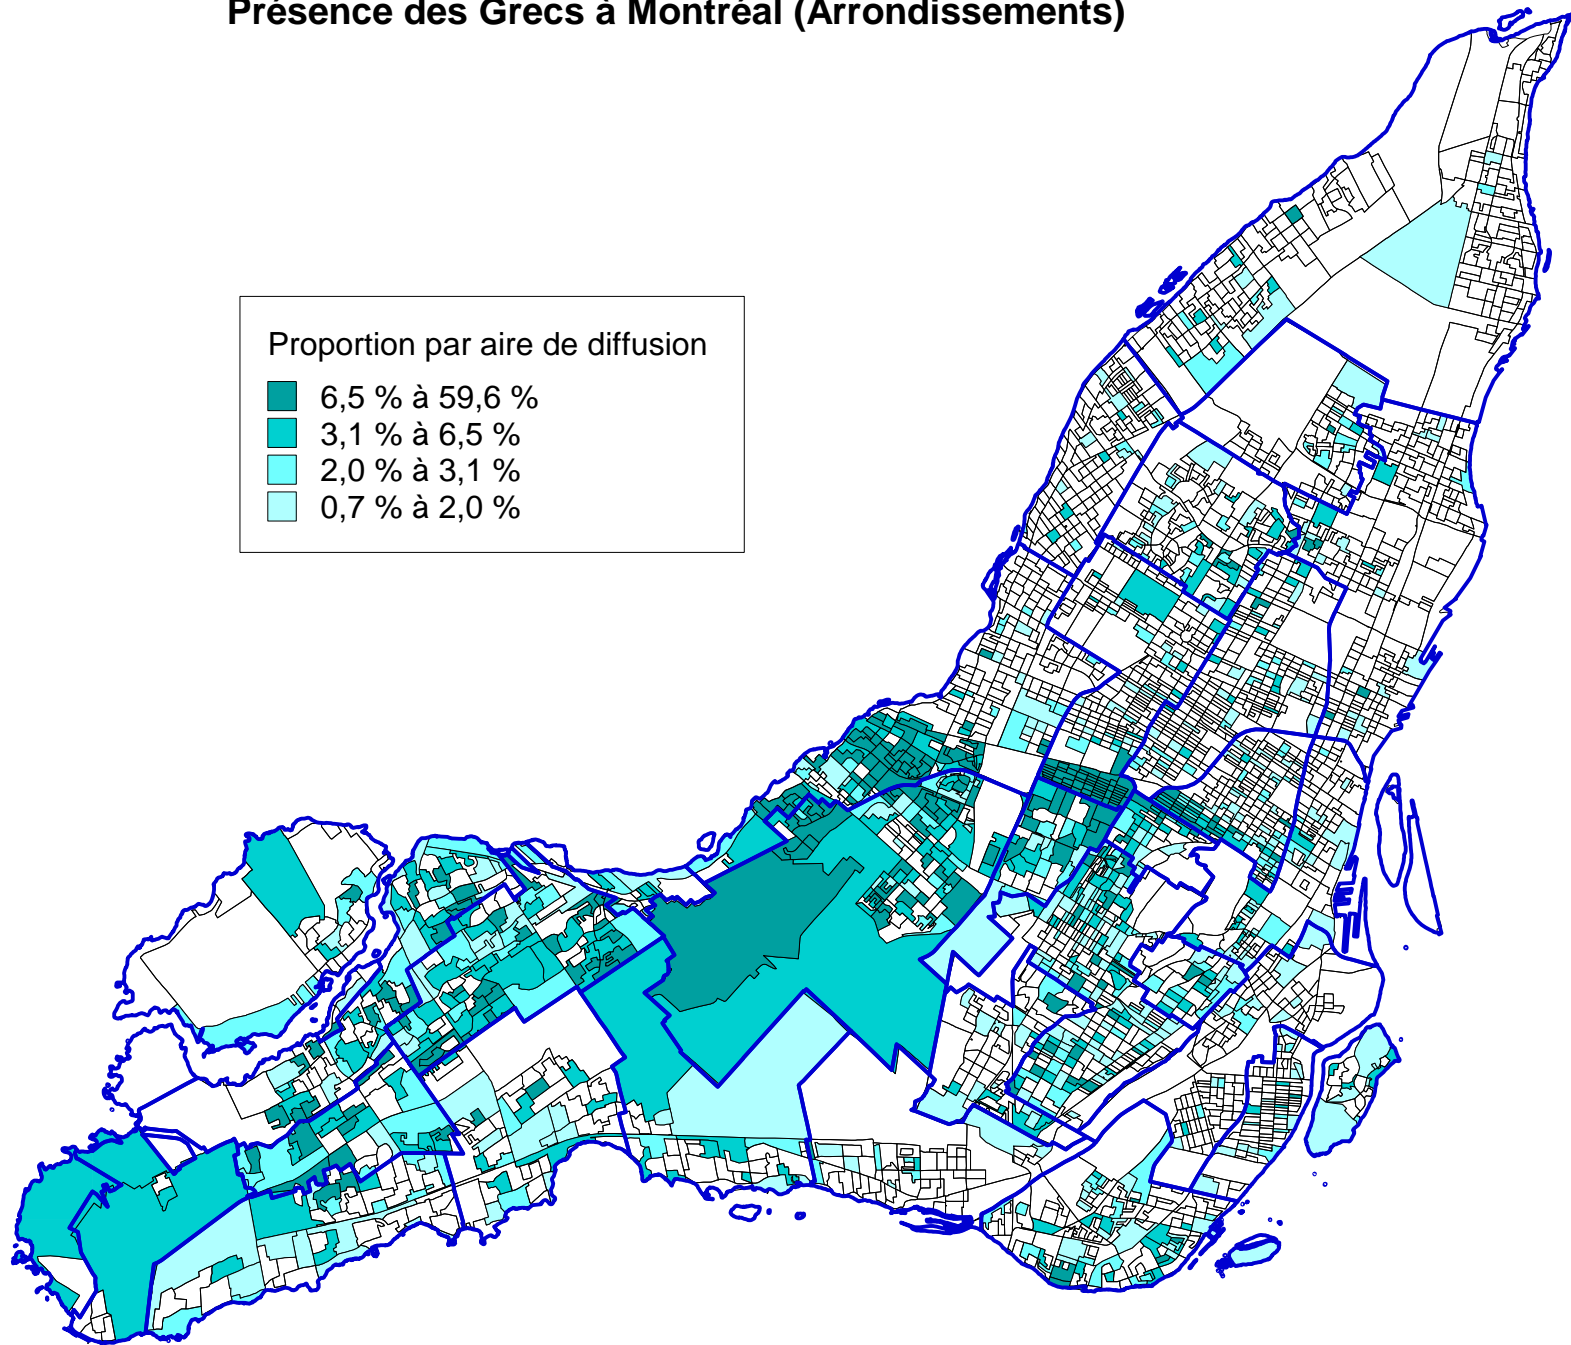 Présence des Grecs à Montréal (Arrondissements)
Proportion par aire de diffusion
6,5 % à 59,6 %
3,1 % à 6,5 %
2,0 % à 3,1 %
0,7 % à 2,0 %